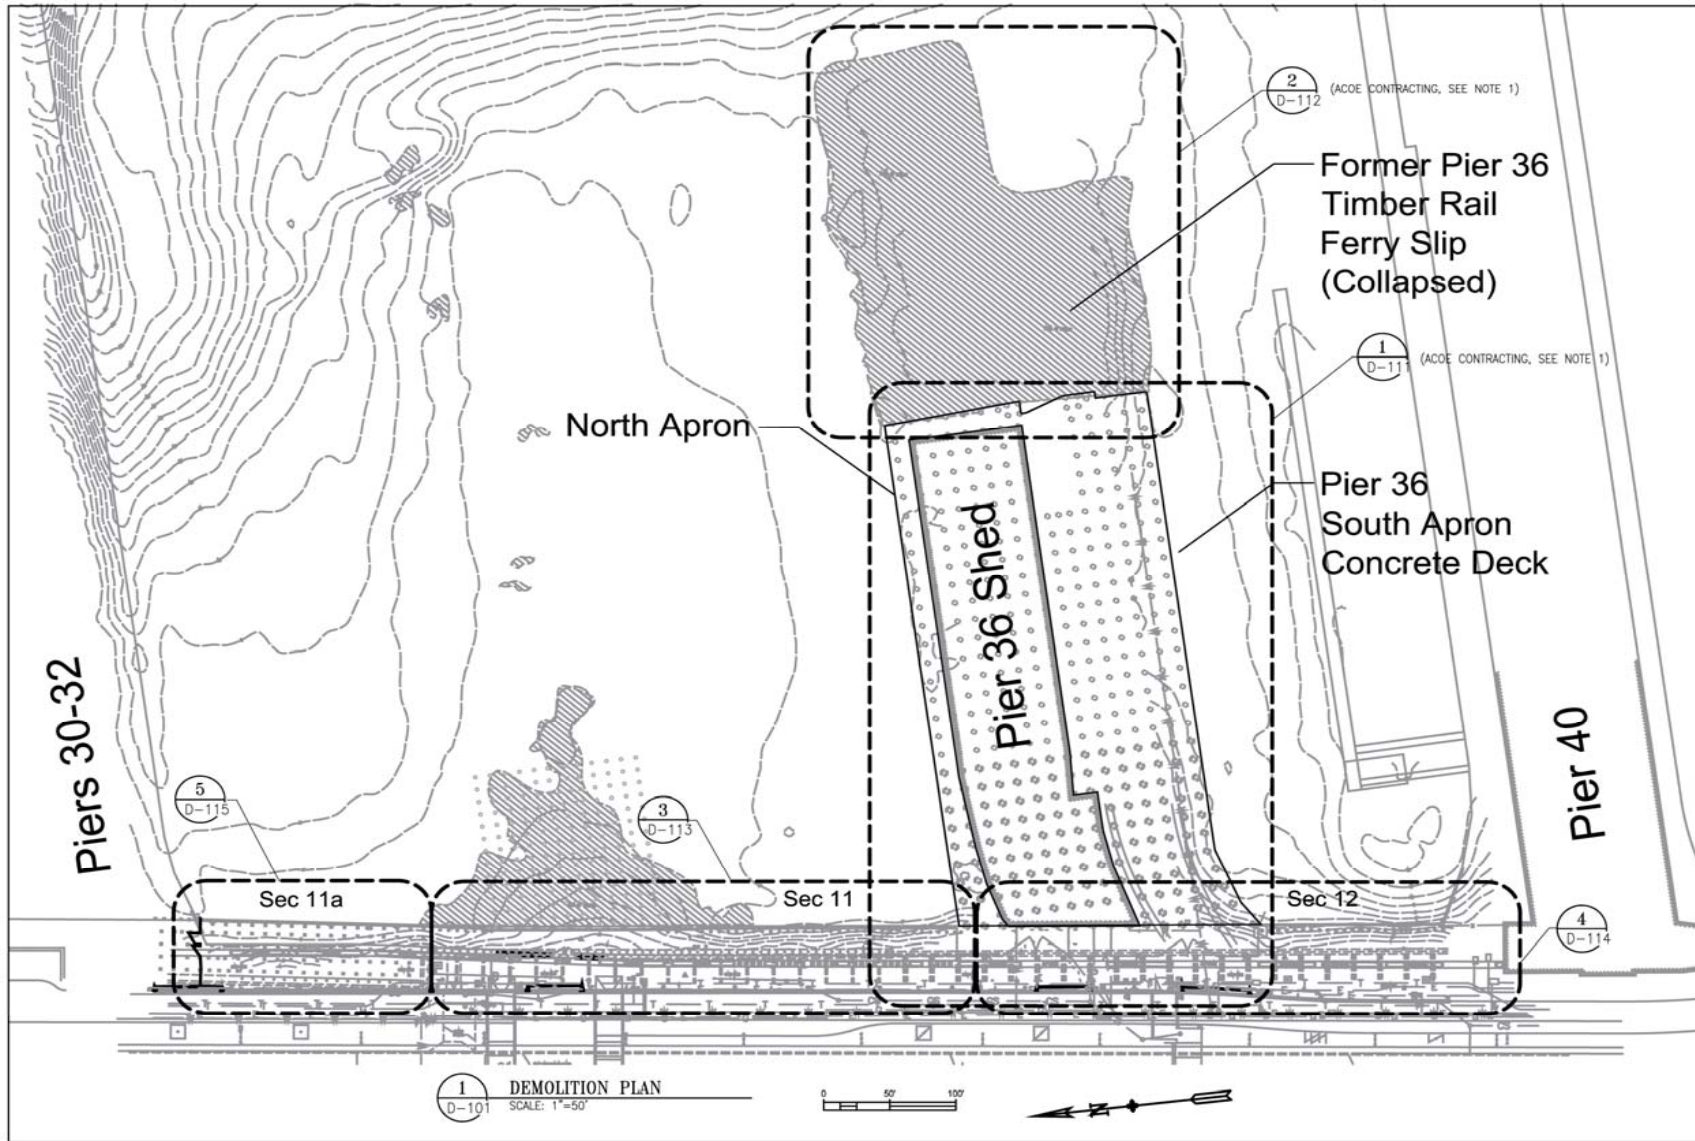 2
D-112
(ACOE CONTRACTING, SEE NOTE 1)
Former Pier 36
Timber Rail
Ferry Slip
(Collapsed)
1
D-111
(ACOE CONTRACTING, SEE NOTE 1)
North Apron
Pier 36
South Apron
Concrete Deck
Pier 36 Shed
Piers 30-32
Pier 40
5
D-115
3
D-113
Sec 11a
Sec 11
Sec 12
4
D-114
1
D-101
DEMOLITION PLAN
SCALE: 1"=50'
0 50' 100'
N